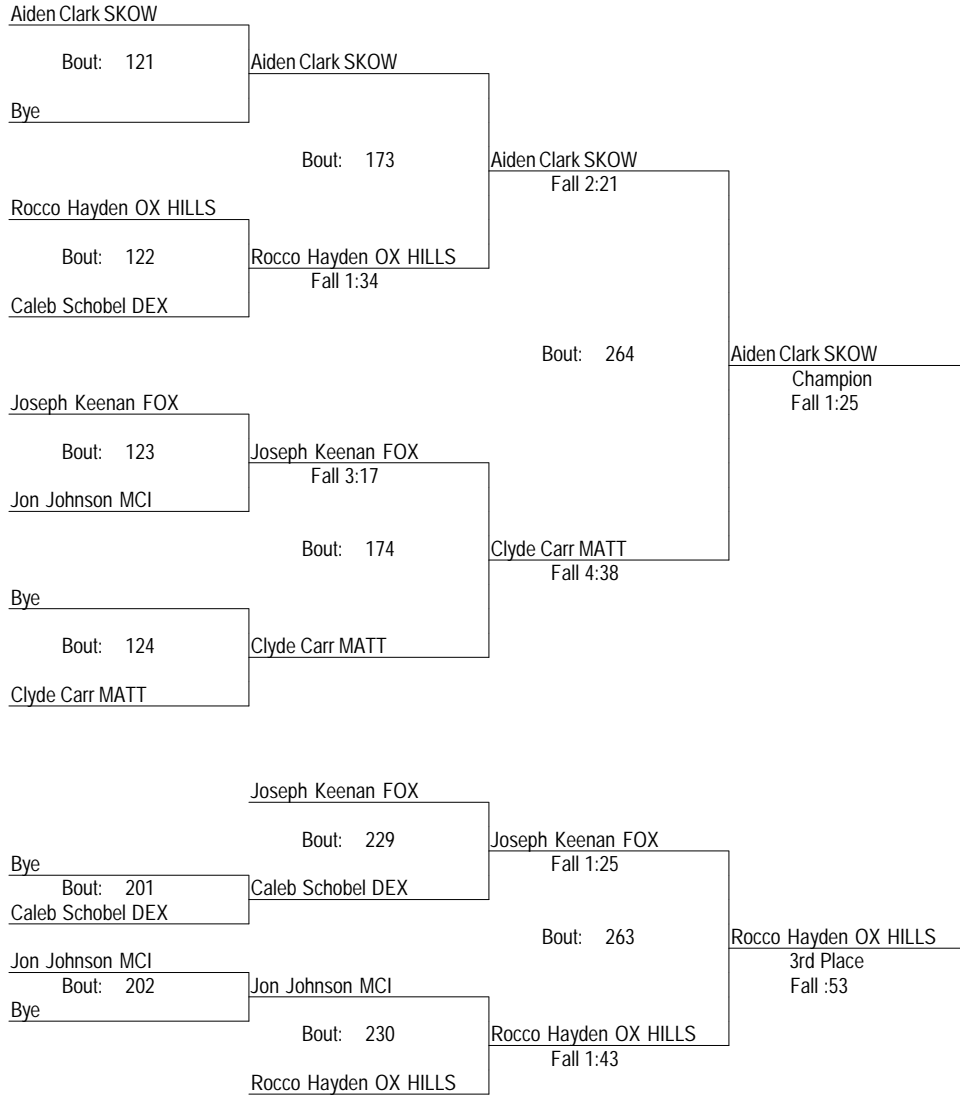 Aiden Clark SKOW
Bout: 121
Aiden Clark SKOW
Bye
Bout: 173
Aiden Clark SKOW
Fall 2:21
Rocco Hayden OX HILLS
Bout: 122
Rocco Hayden OX HILLS
Fall 1:34
Caleb Schobel DEX
Bout: 264
Aiden Clark SKOW
Champion
Fall 1:25
Joseph Keenan FOX
Bout: 123
Joseph Keenan FOX
Fall 3:17
Jon Johnson MCI
Bout: 174
Clyde Carr MATT
Fall 4:38
Bye
Bout: 124
Clyde Carr MATT
Clyde Carr MATT
Joseph Keenan FOX
Bout: 229
Joseph Keenan FOX
Fall 1:25
Bye
Bout: 201
Caleb Schobel DEX
Caleb Schobel DEX
Bout: 263
Rocco Hayden OX HILLS
3rd Place
Fall :53
Jon Johnson MCI
Bout: 202
Jon Johnson MCI
Bye
Bout: 230
Rocco Hayden OX HILLS
Fall 1:43
Rocco Hayden OX HILLS